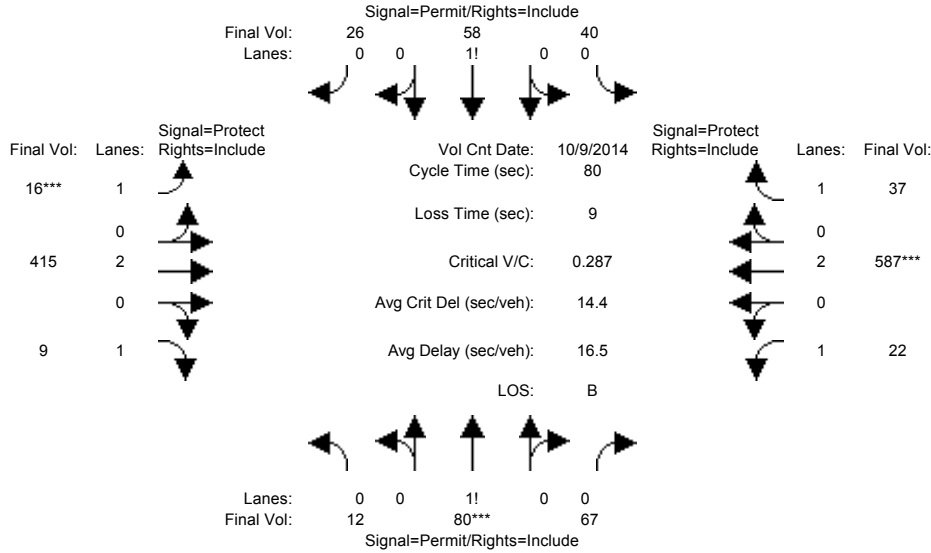 Signal=Permit/Rights=Include
Final Vol: 26 58 40
Lanes: 0 0 1! 0 0
Signal=Protect Signal=Protect
Final Vol: Lanes: Rights=Include Vol Cnt Date: 10/9/2014 Rights=Include Lanes: Final Vol:
Cycle Time (sec): 80
16*** 1 1 37
Loss Time (sec): 9
0 0
415 2 Critical V/C: 0.287 2 587***
0 Avg Crit Del (sec/veh): 14.4 0
9 1 Avg Delay (sec/veh): 16.5 1 22
LOS: B
Lanes: 0 0 1! 0 0
Final Vol: 12 80*** 67
Signal=Permit/Rights=Include